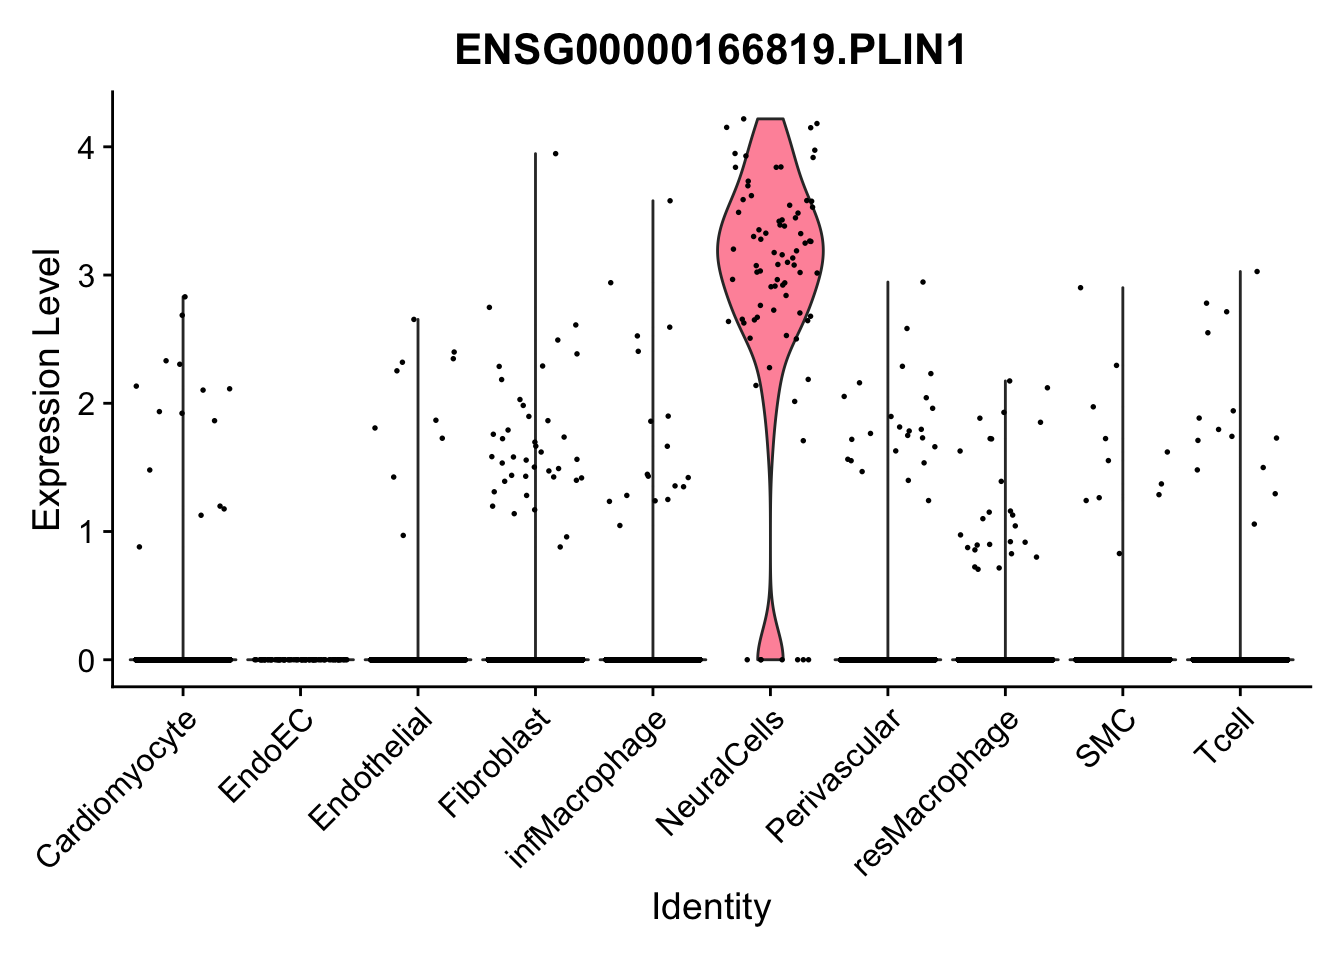 ENSG00000166819.PLIN1
Expression Level
4
3
2
1
0
Cardiomyocyte
EndoEC
Endothelial
Fibroblast
infMacrophage
NeuralCells
Perivascular
resMacrophage
SMC
Tcell
Identity